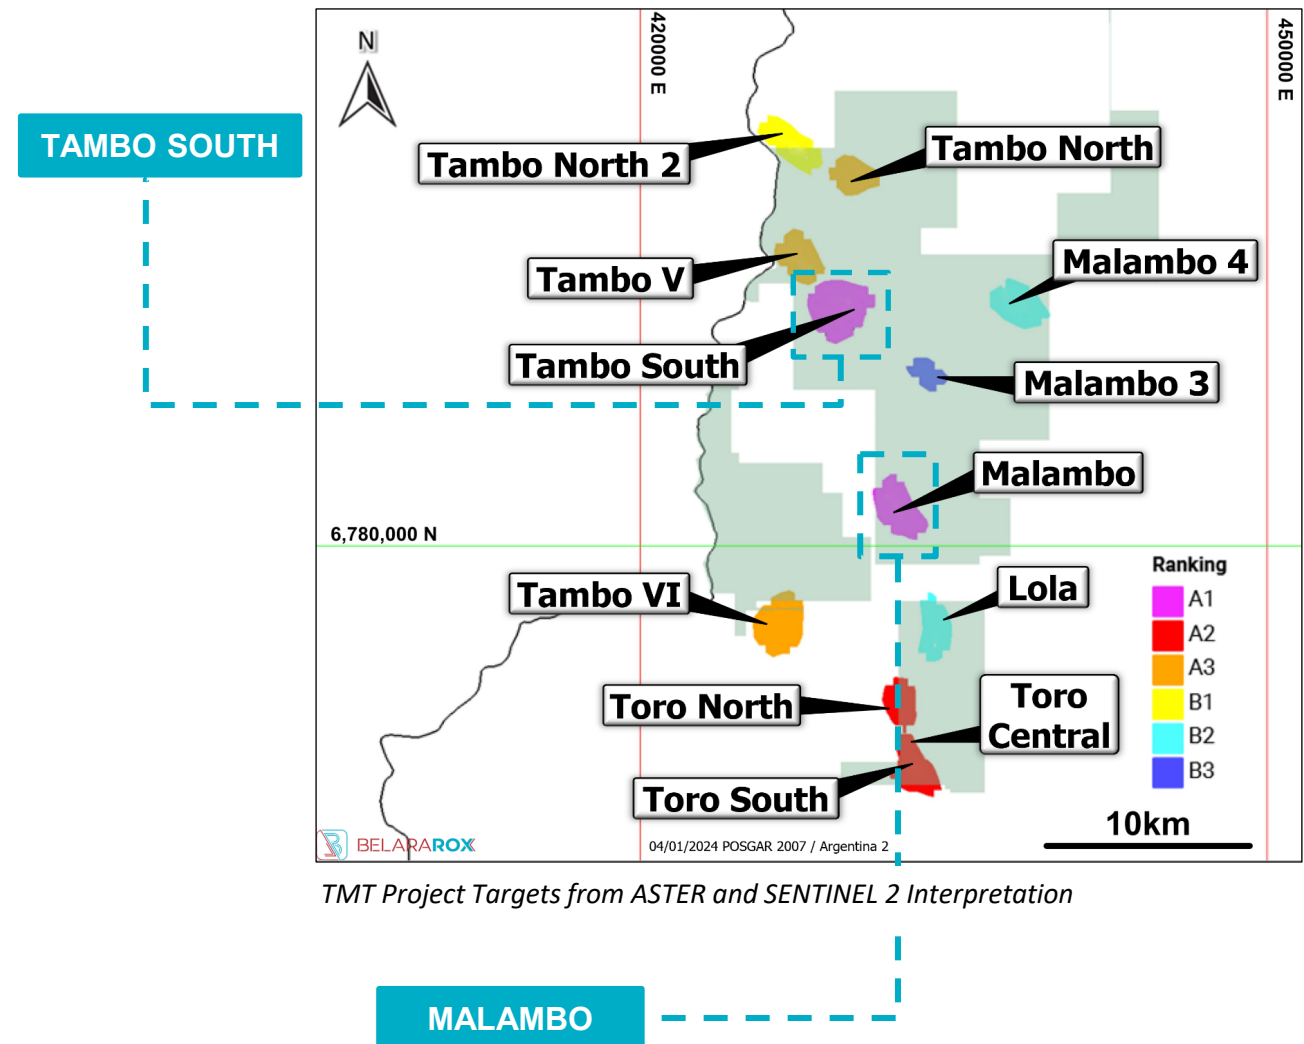 N
420000 E
450000 E
TAMBO SOUTH
Tambo North 2
Tambo North
Tambo V
Malambo 4
Tambo South
Malambo 3
Malambo
6,780,000 N
Tambo VI
Lola
Toro North
Toro
Central
Toro South
Ranking
A1
A2
A3
B1
B2
B3
10km
BELARAROX
04/01/2024 POSGAR 2007 / Argentina 2
TMT Project Targets from ASTER and SENTINEL 2 Interpretation
MALAMBO